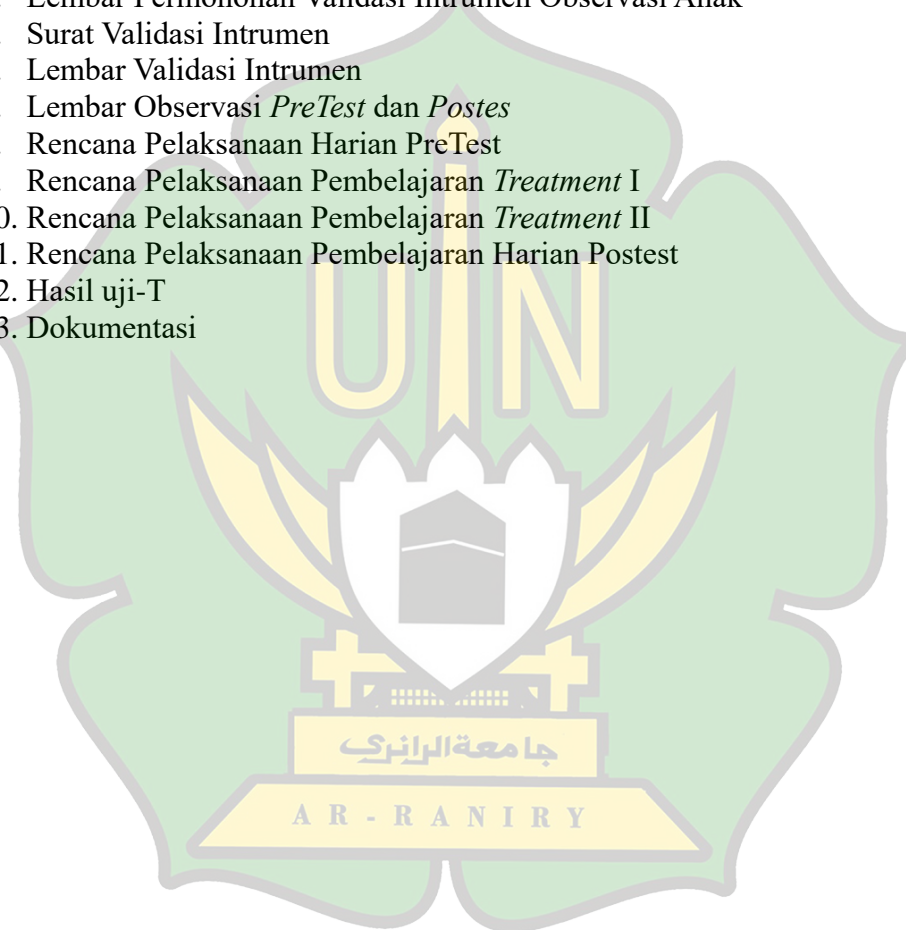 . Lembar Permohonan Validasi Intrumen Observasi Anak
. Surat Validasi Intrumen
. Lembar Validasi Intrumen
. Lembar Observasi PreTest dan Postes
. Rencana Pelaksanaan Harian PreTest
. Rencana Pelaksanaan Pembelajaran Treatment I
0. Rencana Pelaksanaan Pembelajaran Treatment II
1. Rencana Pelaksanaan Pembelajaran Harian Postest
2. Hasil uji-T
3. Dokumentasi
UIN
جامعةالرانري
AR-RANIRY